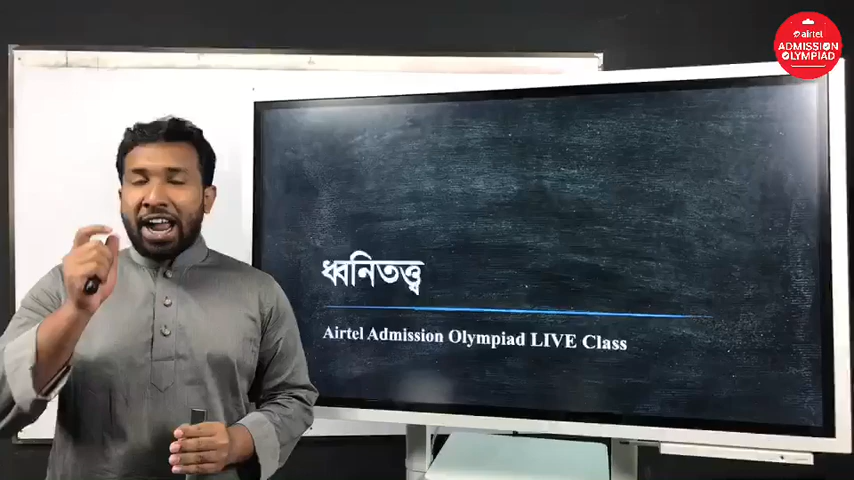 airtel
ADMISSION
OLYMPIAD
ধ্বনিতত্ত্ব
Airtel Admission Olympiad LIVE Class